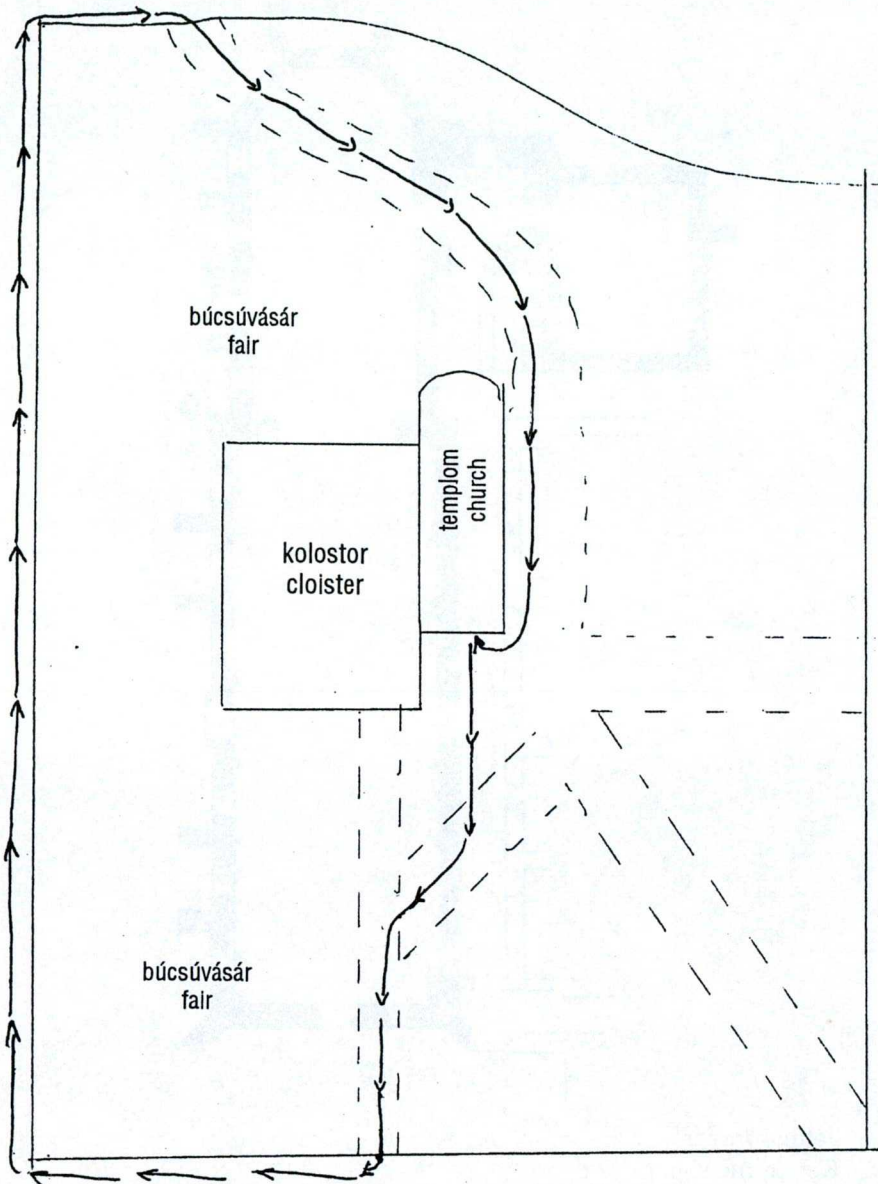 búcsúvásár
fair
templom
church
kolostor
cloister
búcsúvásár
fair